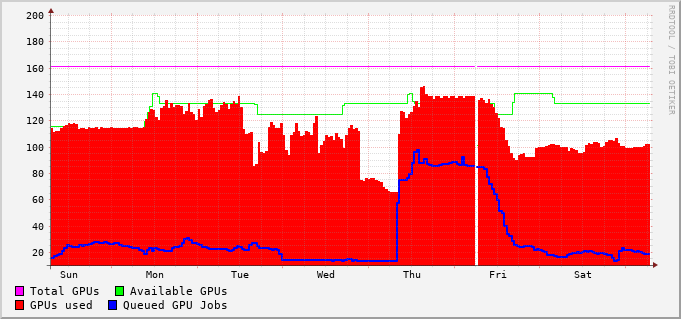 200
180
160
140
120
100
80
60
40
20
Sun Mon Tue Wed Thu Fri Sat
Total GPUs Available GPUs
GPUs used Queued GPU Jobs
RRDTOOL / TOBI OETIKER